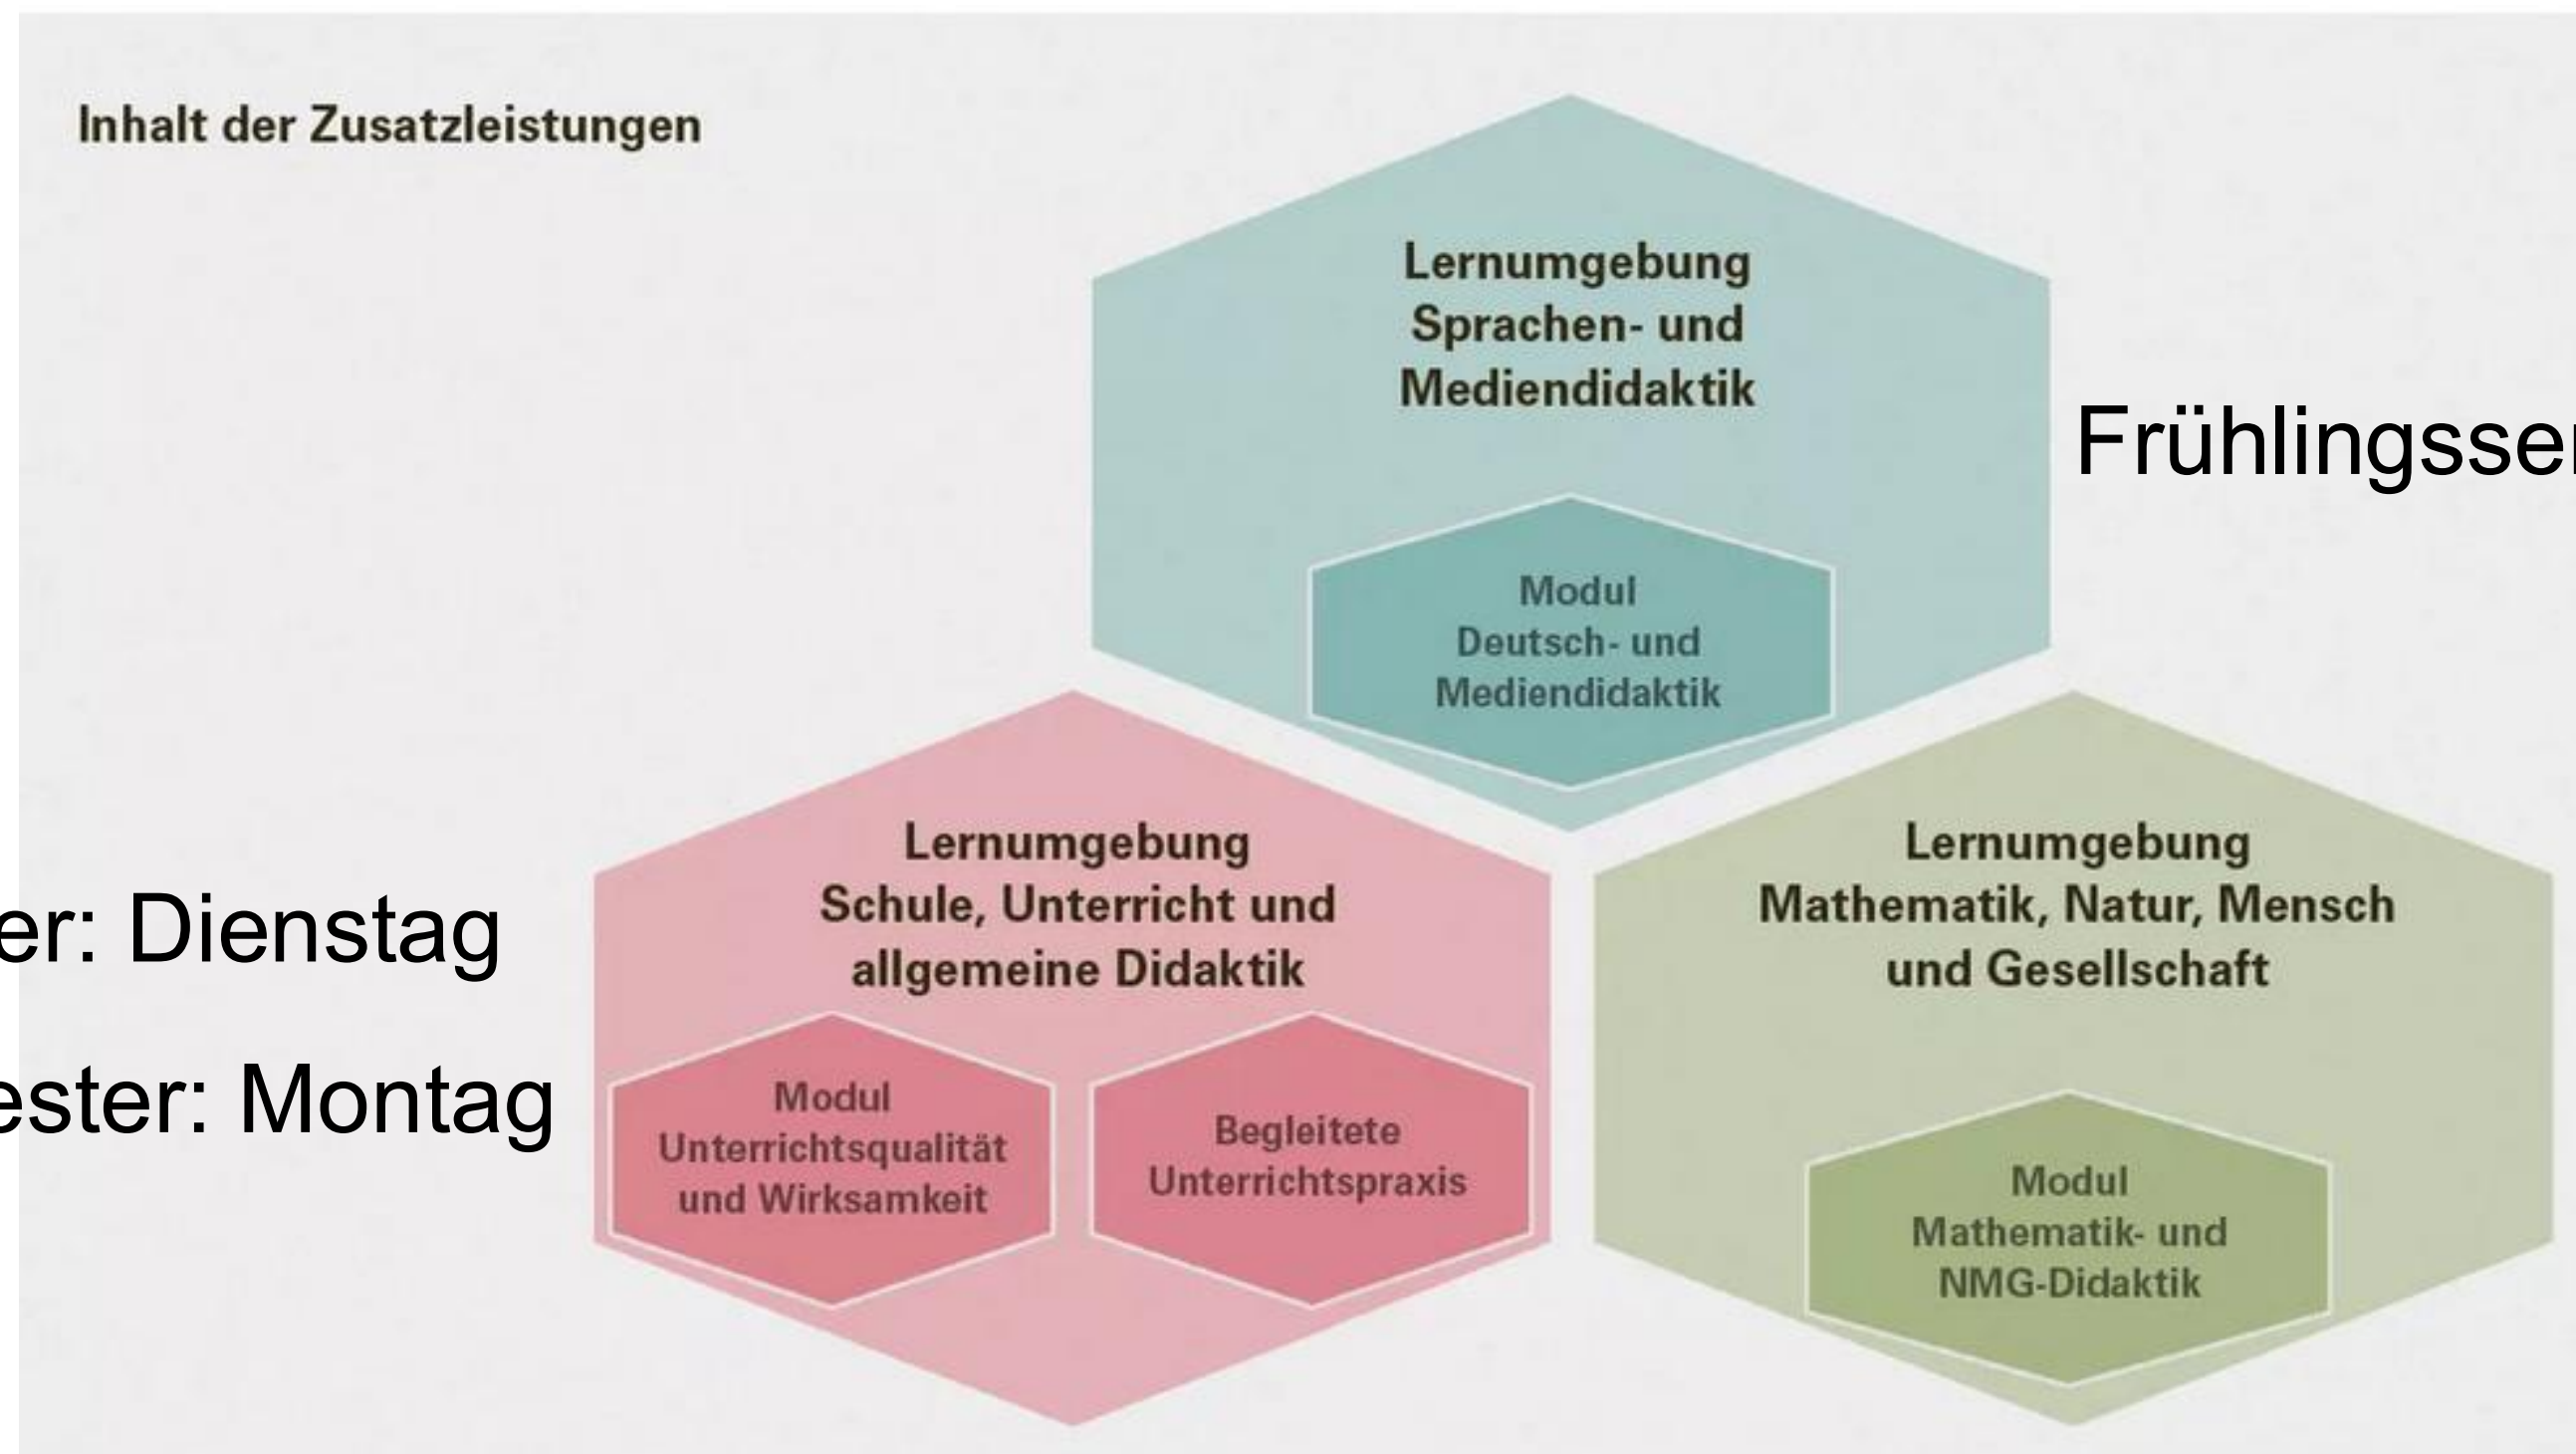 Inhalt der Zusatzleistungen
Lernumgebung
Sprachen- und
Mediendidaktik
Frühlingsse
Modul
Deutsch- und
Mediendidaktik
Lernumgebung
Schule, Unterricht und
allgemeine Didaktik
er: Dienstag
ester: Montag
Modul
Unterrichtsqualität
und Wirksamkeit
Begleitete
Unterrichtspraxis
Lernumgebung
Mathematik, Natur, Mensch
und Gesellschaft
Modul
Mathematik- und
NMG-Didaktik